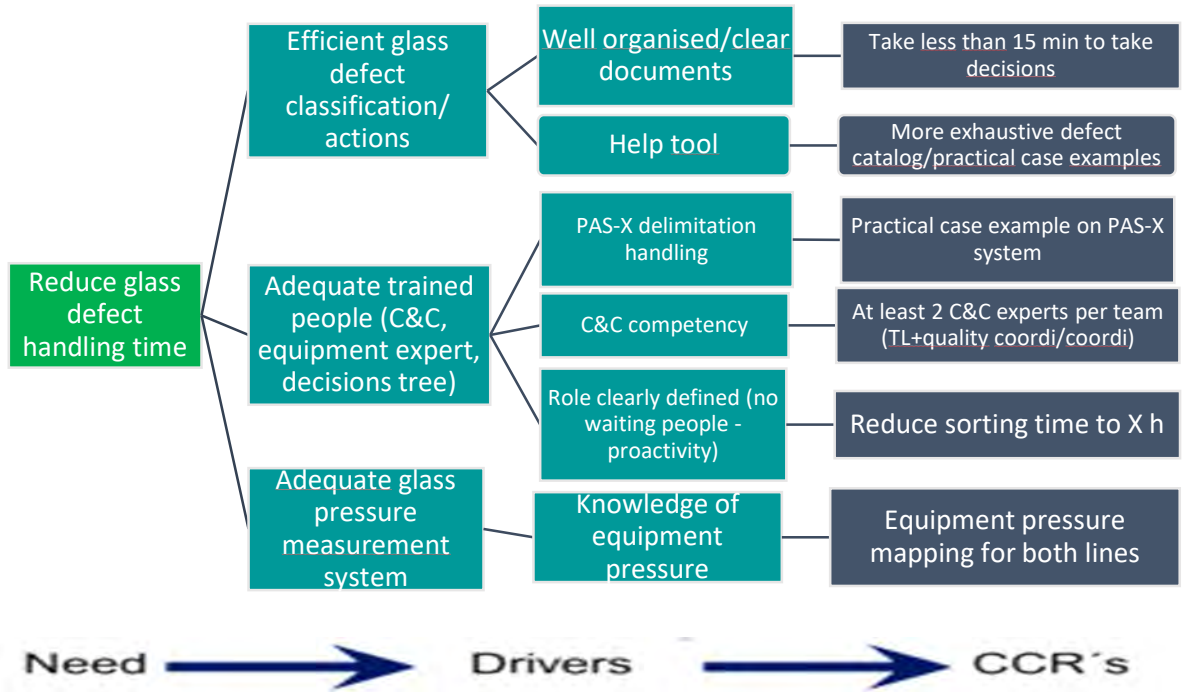 Reduce glass
defect
handling time
Efficient glass
defect
classification/
actions
Well organised/clear
documents
Take less than 15 min to take
decisions
Help tool
More exhaustive defect
catalog/practical case examples
Adequate trained
people (C&C,
equipment expert,
decisions tree)
PAS-X delimitation
handling
Practical case example on PAS-X
system
C&C competency
At least 2 C&C experts per team
(TL+quality coordi/coordi)
Role clearly defined (no
waiting people -
proactivity)
Reduce sorting time to X h
Adequate glass
pressure
measurement
system
Knowledge of
equipment
pressure
Equipment pressure
mapping for both lines
Need
Drivers
CCR´s